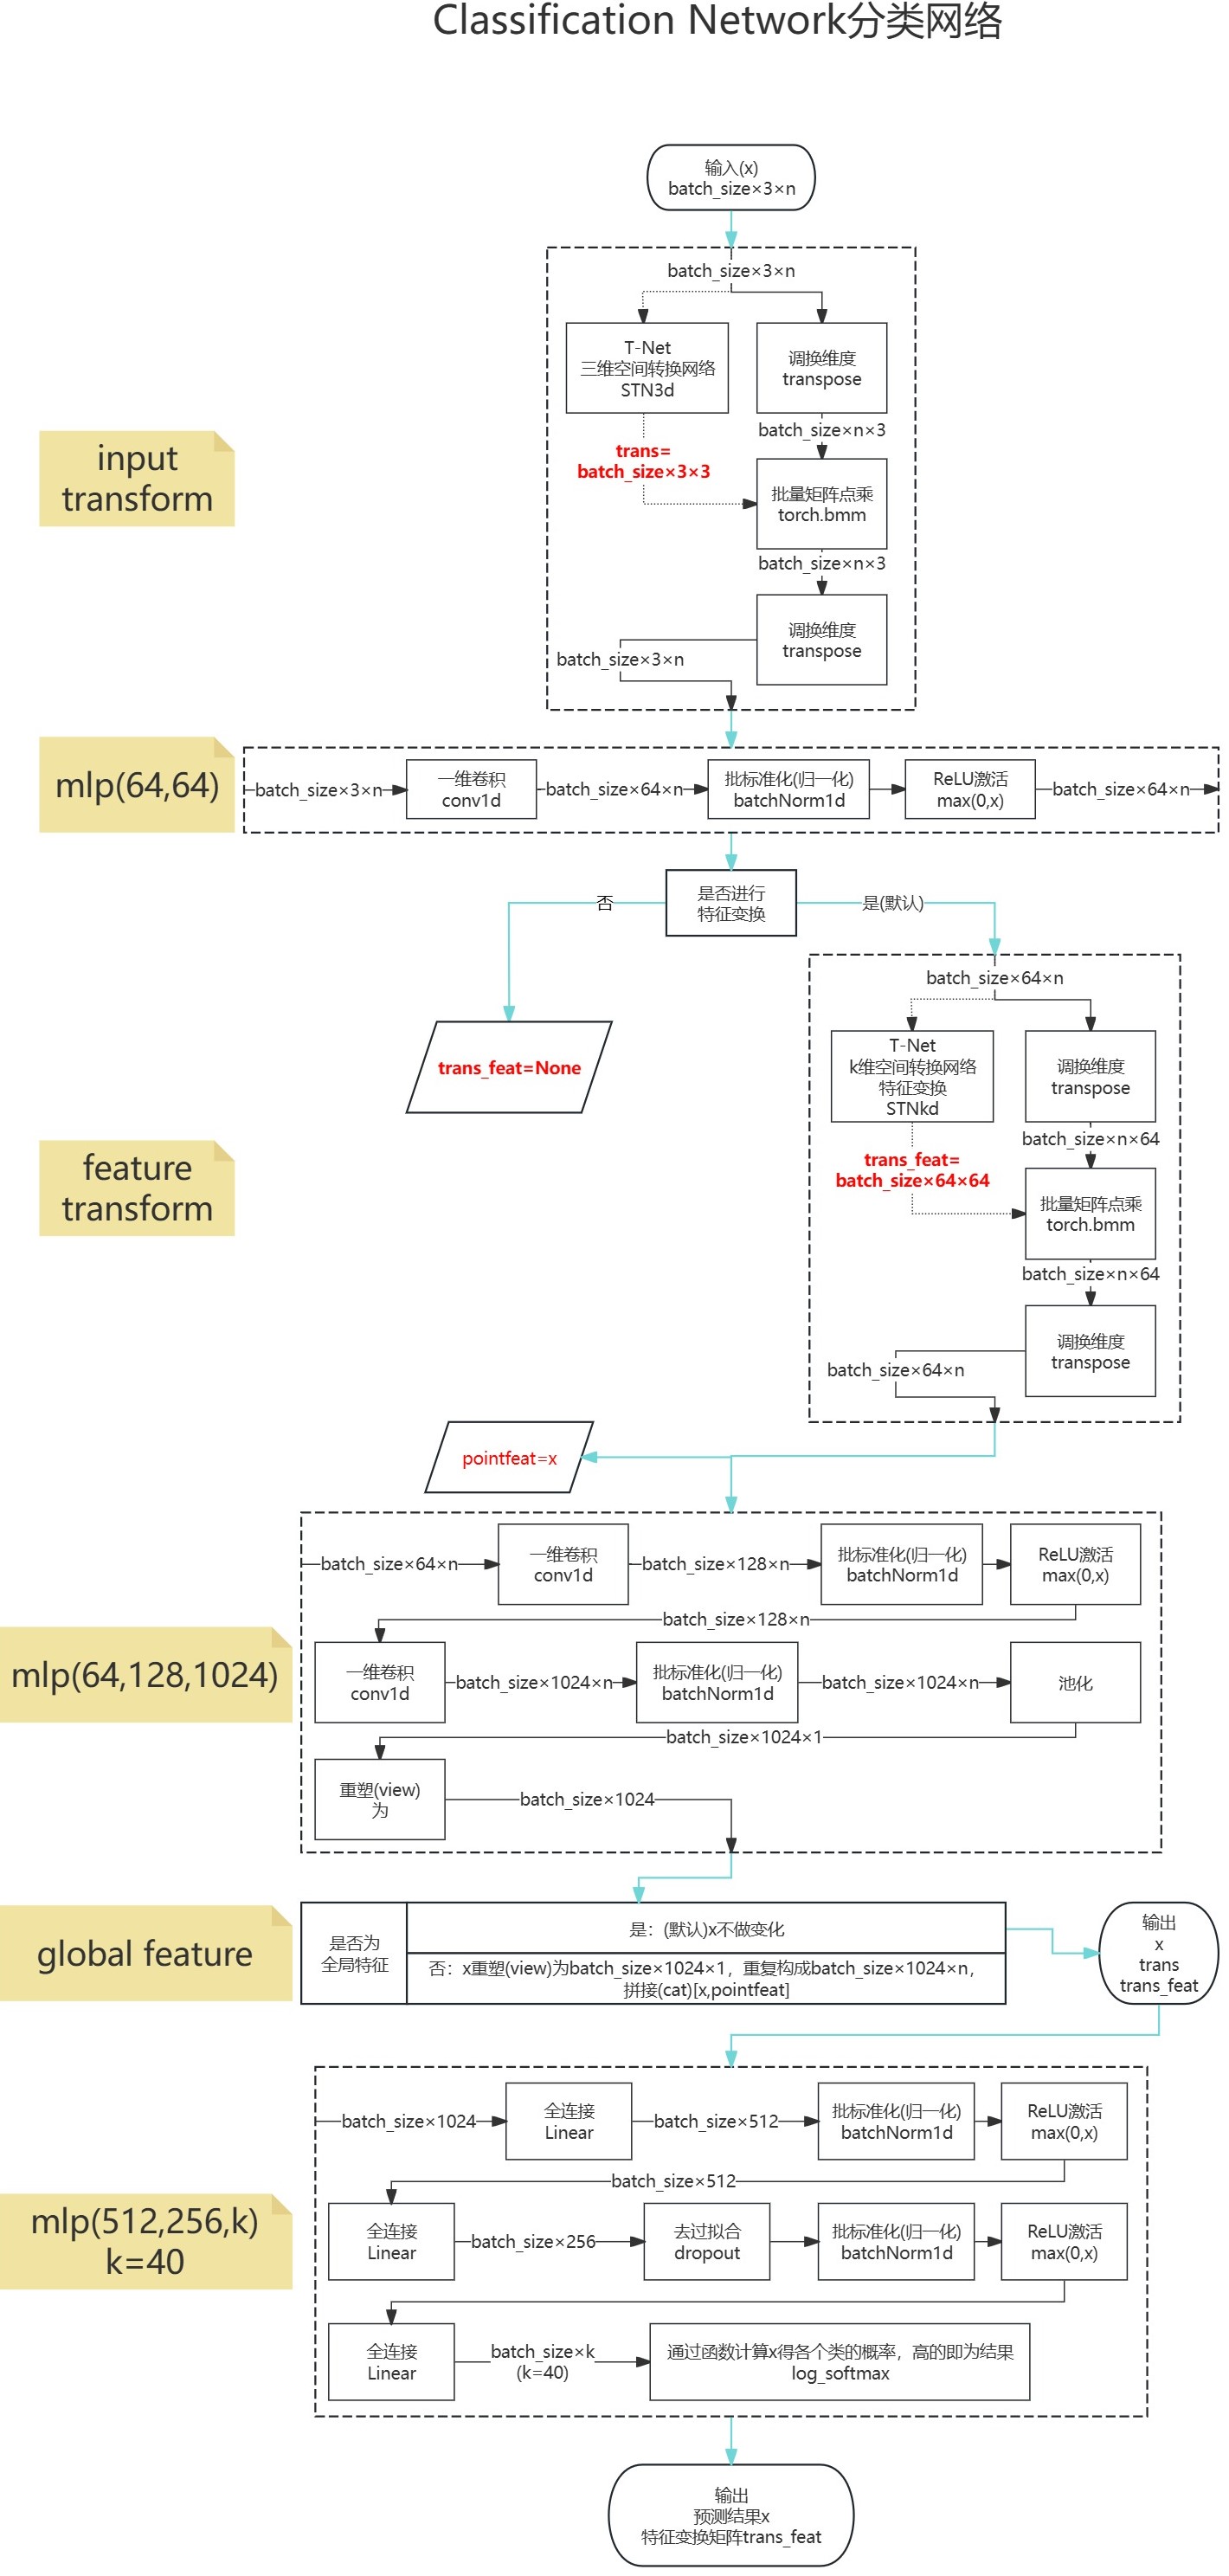 Classification Network分类网络
输入(x)
batch_size×3×n
batch_size×3×n
T-Net
三维空间转换网络
STN3d
调换维度
transpose
batch_size×n×3
trans=
batch_size×3×3
input
transform
批量矩阵点乘
torch.bmm
batch_size×n×3
调换维度
transpose
batch_size×3×n
mlp(64,64)
batch_size×3×n
一维卷积
conv1d
batch_size×64×n
批标准化(归一化)
batchNorm1d
ReLU激活
max(0,x)
batch_size×64×n
是否进行
特征变换
否
是(默认)
batch_size×64×n
trans_feat=None
T-Net
k维空间转换网络
特征变换
STNkd
调换维度
transpose
batch_size×n×64
trans_feat=
batch_size×64×64
feature
transform
批量矩阵点乘
torch.bmm
batch_size×n×64
调换维度
transpose
batch_size×64×n
pointfeat=x
batch_size×64×n
一维卷积
conv1d
batch_size×128×n
批标准化(归一化)
batchNorm1d
ReLU激活
max(0,x)
batch_size×128×n
mlp(64,128,1024)
一维卷积
conv1d
batch_size×1024×n
批标准化(归一化)
batchNorm1d
batch_size×1024×n
池化
batch_size×1024×1
重塑(view)
为
batch_size×1024
global feature
是否为
全局特征
是：(默认)x不做变化
否：x重塑(view)为batch_size×1024×1，重复构成batch_size×1024×n，
拼接(cat)[x,pointfeat]
输出
x
trans
trans_feat
batch_size×1024
全连接
Linear
batch_size×512
批标准化(归一化)
batchNorm1d
ReLU激活
max(0,x)
batch_size×512
mlp(512,256,k)
k=40
全连接
Linear
batch_size×256
去过拟合
dropout
批标准化(归一化)
batchNorm1d
ReLU激活
max(0,x)
全连接
Linear
batch_size×k
(k=40)
通过函数计算x得各个类的概率，高的即为结果
log_softmax
输出
预测结果x
特征变换矩阵trans_feat